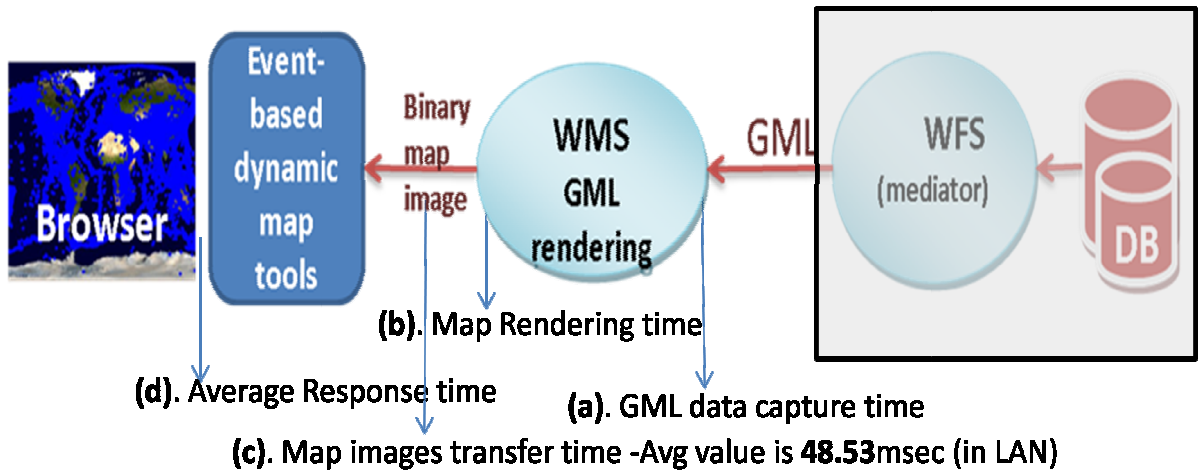 Browser
Event-
based
dynamic
map
tools
Binary
map
image
WMS
GML
rendering
GML
WFS
(mediator)
DB
(b). Map Rendering time
(d). Average Response time
(a). GML data capture time
(c). Map images transfer time -Avg value is 48.53msec (in LAN)